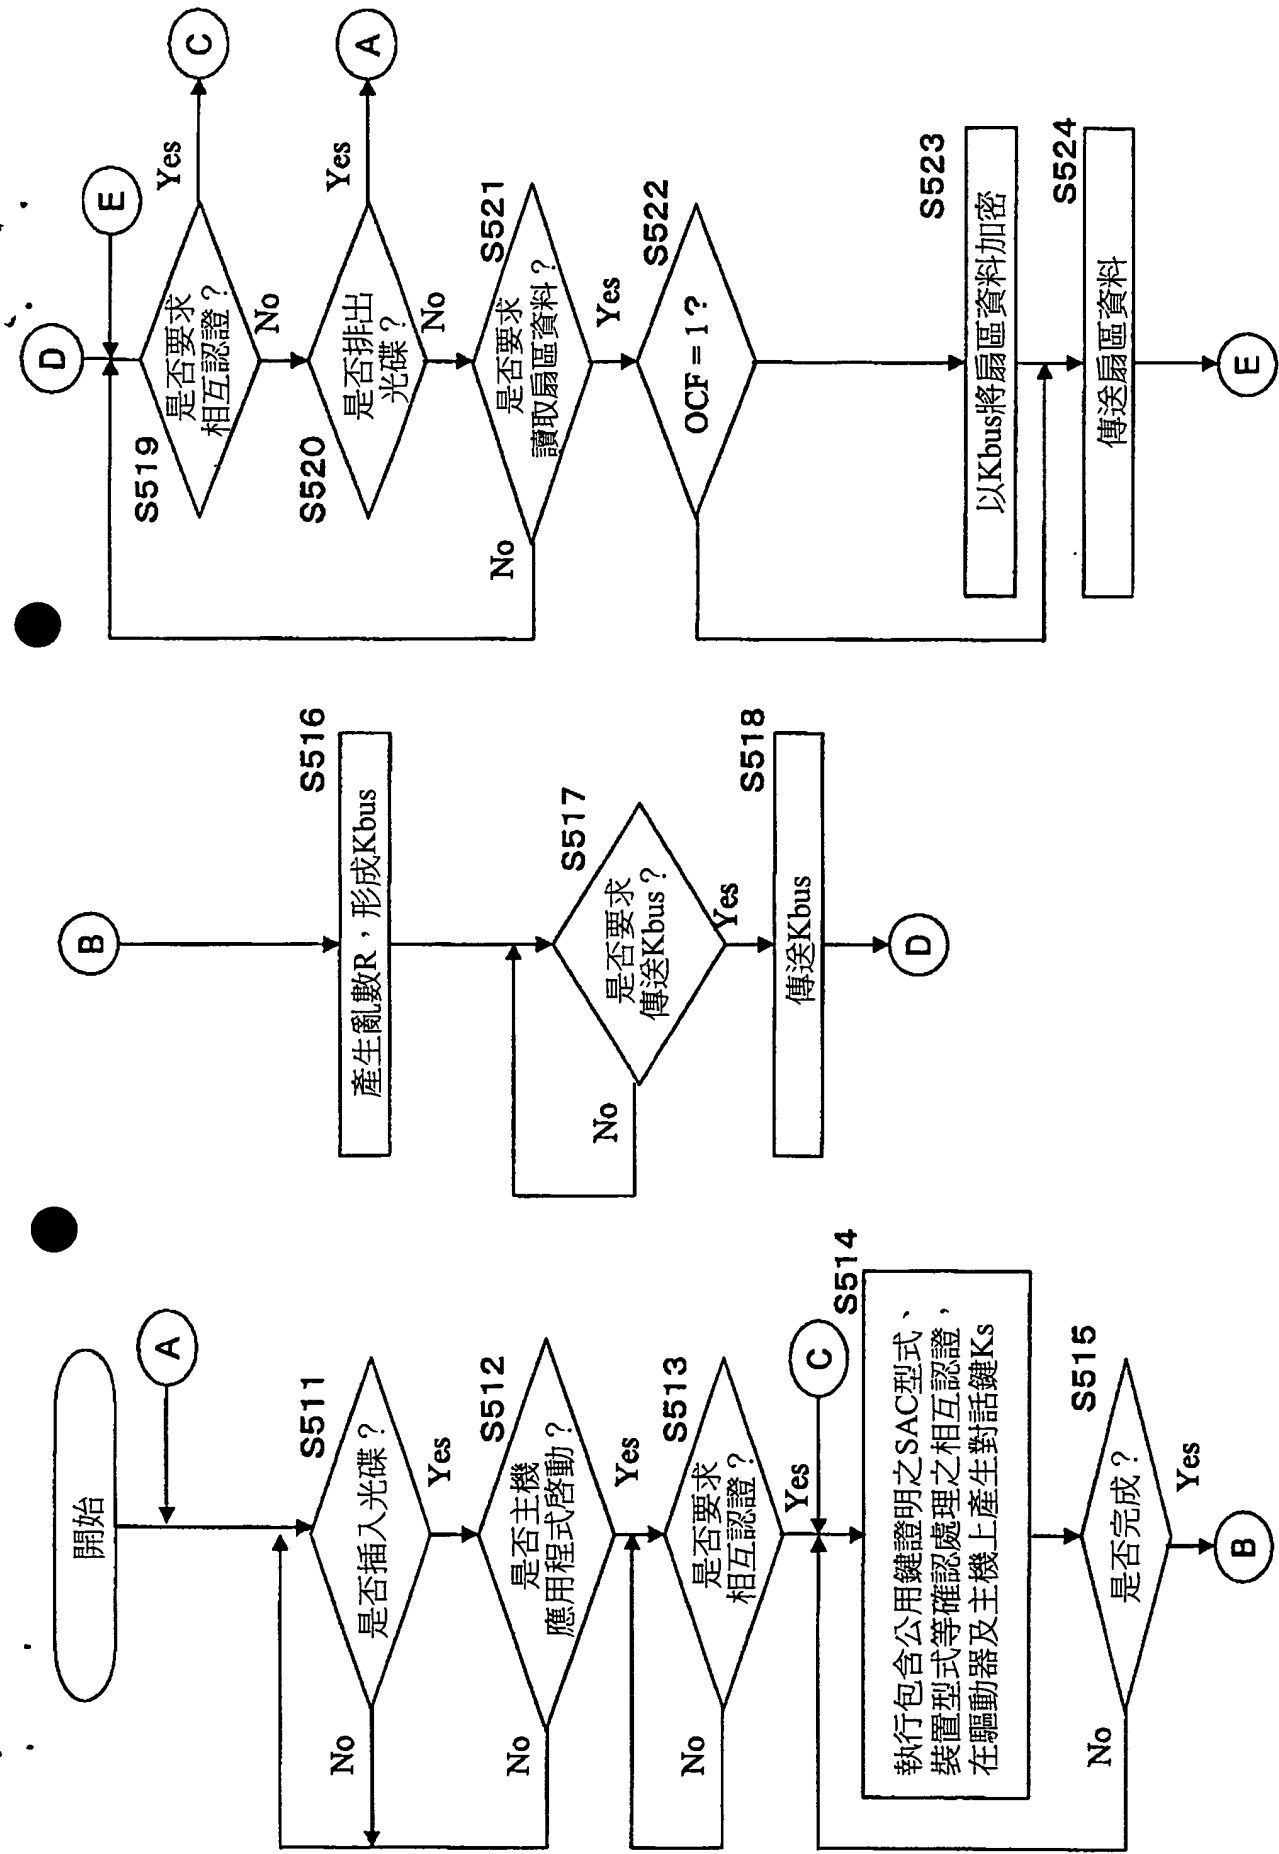 開始
A
S511
是否插入光碟？
No
Yes
S512
是否主機
應用程式啓動？
No
Yes
S513
是否要求
相互認證？
No
Yes
C
S514
執行包含公用鍵證明之SAC型式、
裝置型式等確認處理之相互認證，
在驅動器及主機上產生對話鍵Ks
S515
是否完成？
No
Yes
B
B
S516
產生亂數R，形成Kbus
S517
是否要求
傳送Kbus？
No
Yes
S518
傳送Kbus
D
D
E
S519
是否要求
相互認證？
Yes
C
No
S520
是否排出
光碟？
Yes
A
No
S521
是否要求
讀取扇區資料？
No
Yes
S522
OCF=1？
S523
以Kbus將扇區資料加密
S524
傳送扇區資料
E